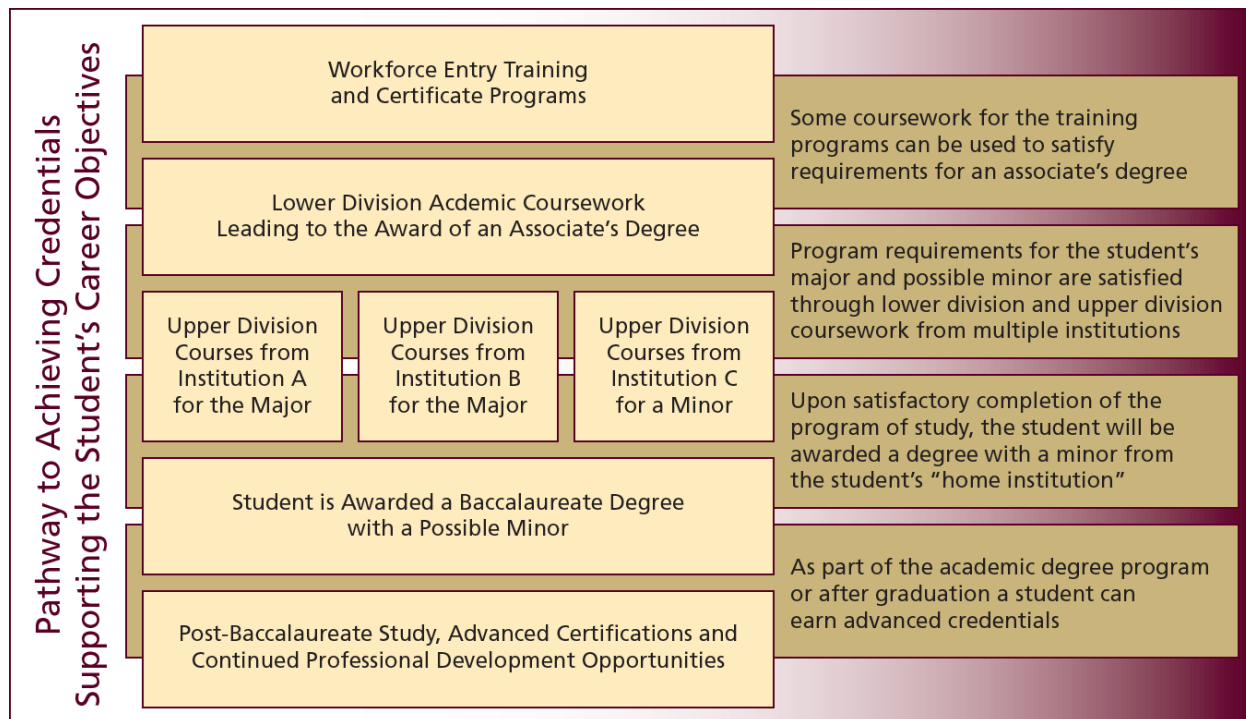 Pathway to Achieving Credentials
Supporting the Student's Career Objectives
Workforce Entry Training
and Certificate Programs
Some coursework for the training
programs can be used to satisfy
requirements for an associate's degree
Lower Division Acdemic Coursework
Leading to the Award of an Associate's Degree
Program requirements for the student's
major and possible minor are satisfied
through lower division and upper division
coursework from multiple institutions
Upper Division
Courses from
Institution A
for the Major
Upper Division
Courses from
Institution B
for the Major
Upper Division
Courses from
Institution C
for a Minor
Upon satisfactory completion of the
program of study, the student will be
awarded a degree with a minor from
the student's “home institution”
Student is Awarded a Baccalaureate Degree
with a Possible Minor
As part of the academic degree program
or after graduation a student can
earn advanced credentials
Post-Baccalaureate Study, Advanced Certifications and
Continued Professional Development Opportunities